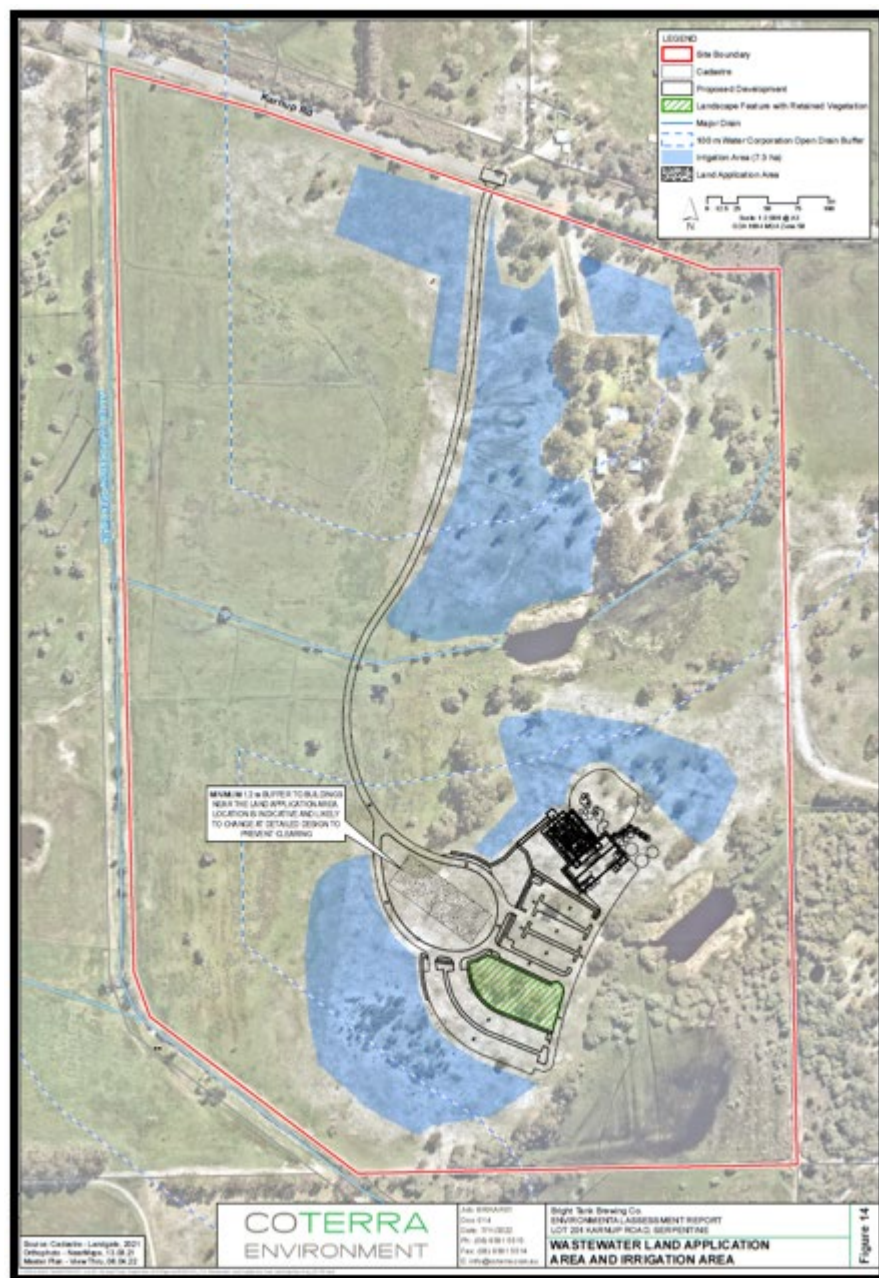 LEGEND
Site Boundary
Cadastre
Proposed Development
Landscape Feature with Retained Vegetation
Major Drain
100 m Water Corporation Open Drain Buffer
Irrigation Area (7.5 ha)
Land Application Area
N
Karnup Rd
MINIMUM 1.2 m BUFFER TO BUILDINGS
NEAR THE LAND APPLICATION AREA.
LOCATION IS INDICATIVE AND LIKELY
TO CHANGE AT DETAILED DESIGN TO
PREVENT CLEARING
Source: Cadastre - Landgate, 2021
COTERRA
ENVIRONMENT
Bright Tank Brewing Co.
ENVIRONMENTAL ASSESSMENT REPORT
LOT 204 KARNUP ROAD, SERPENTINE
WASTEWATER LAND APPLICATION
AREA AND IRRIGATION AREA
Figure 14